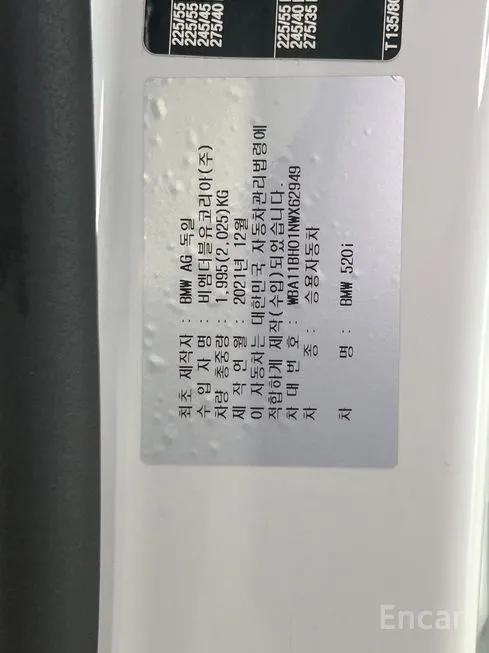 225/55
225/55
245/45
275/40
225/55
245/40
275/35
T135/80
최초 제작자 : BMW AG 독일
수 입 자 명 : 비엠더블유코리아(주)
차량 총중량 : 1,995(2,025)KG
제 작 연 월 : 2021년 12월
이 자동차는 대한민국 자동차관리법령에
적합하게 제작(수입)되었습니다.
차 대 번 호 : WBA11BH01NWX62949
차 종 : 승용자동차
차 명 : BMW 520i
Encar